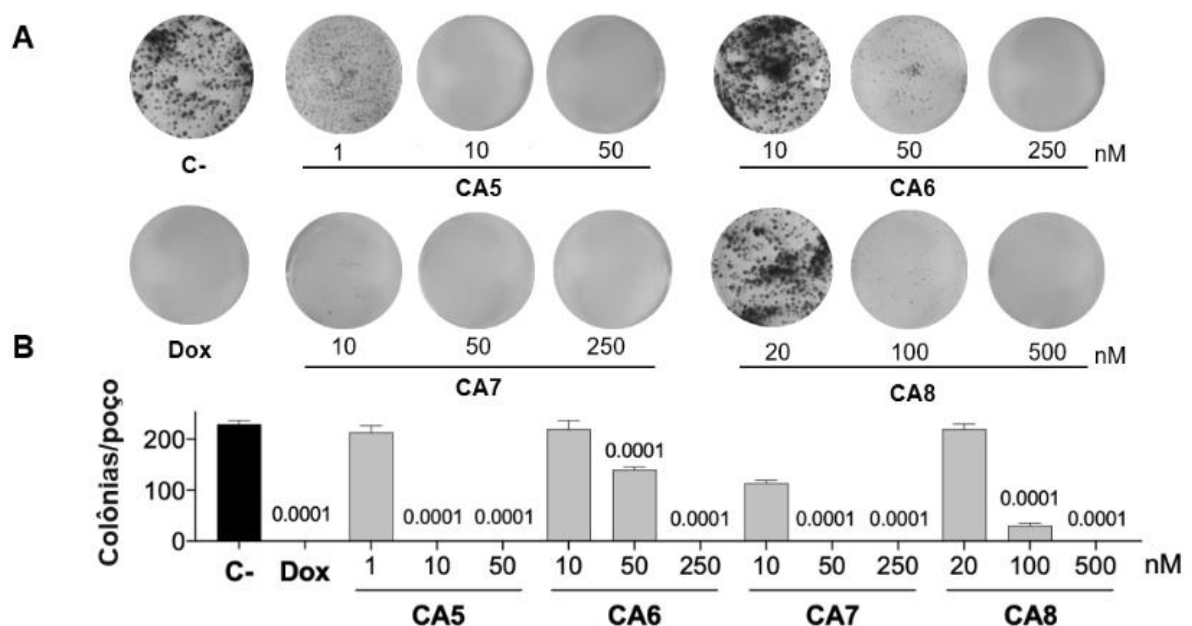 A
C-
1 10 50
CA5
10 50 250 nM
CA6
Dox
10 50 250
CA7
20 100 500 nM
CA8
B
Colônias/poço
200
100
0
0.0001
0.0001 0.0001
0.0001
0.0001
0.0001 0.0001
0.0001
0.0001
C- Dox 1 10 50 10 50 250 10 50 250 20 100 500 nM
CA5 CA6 CA7 CA8